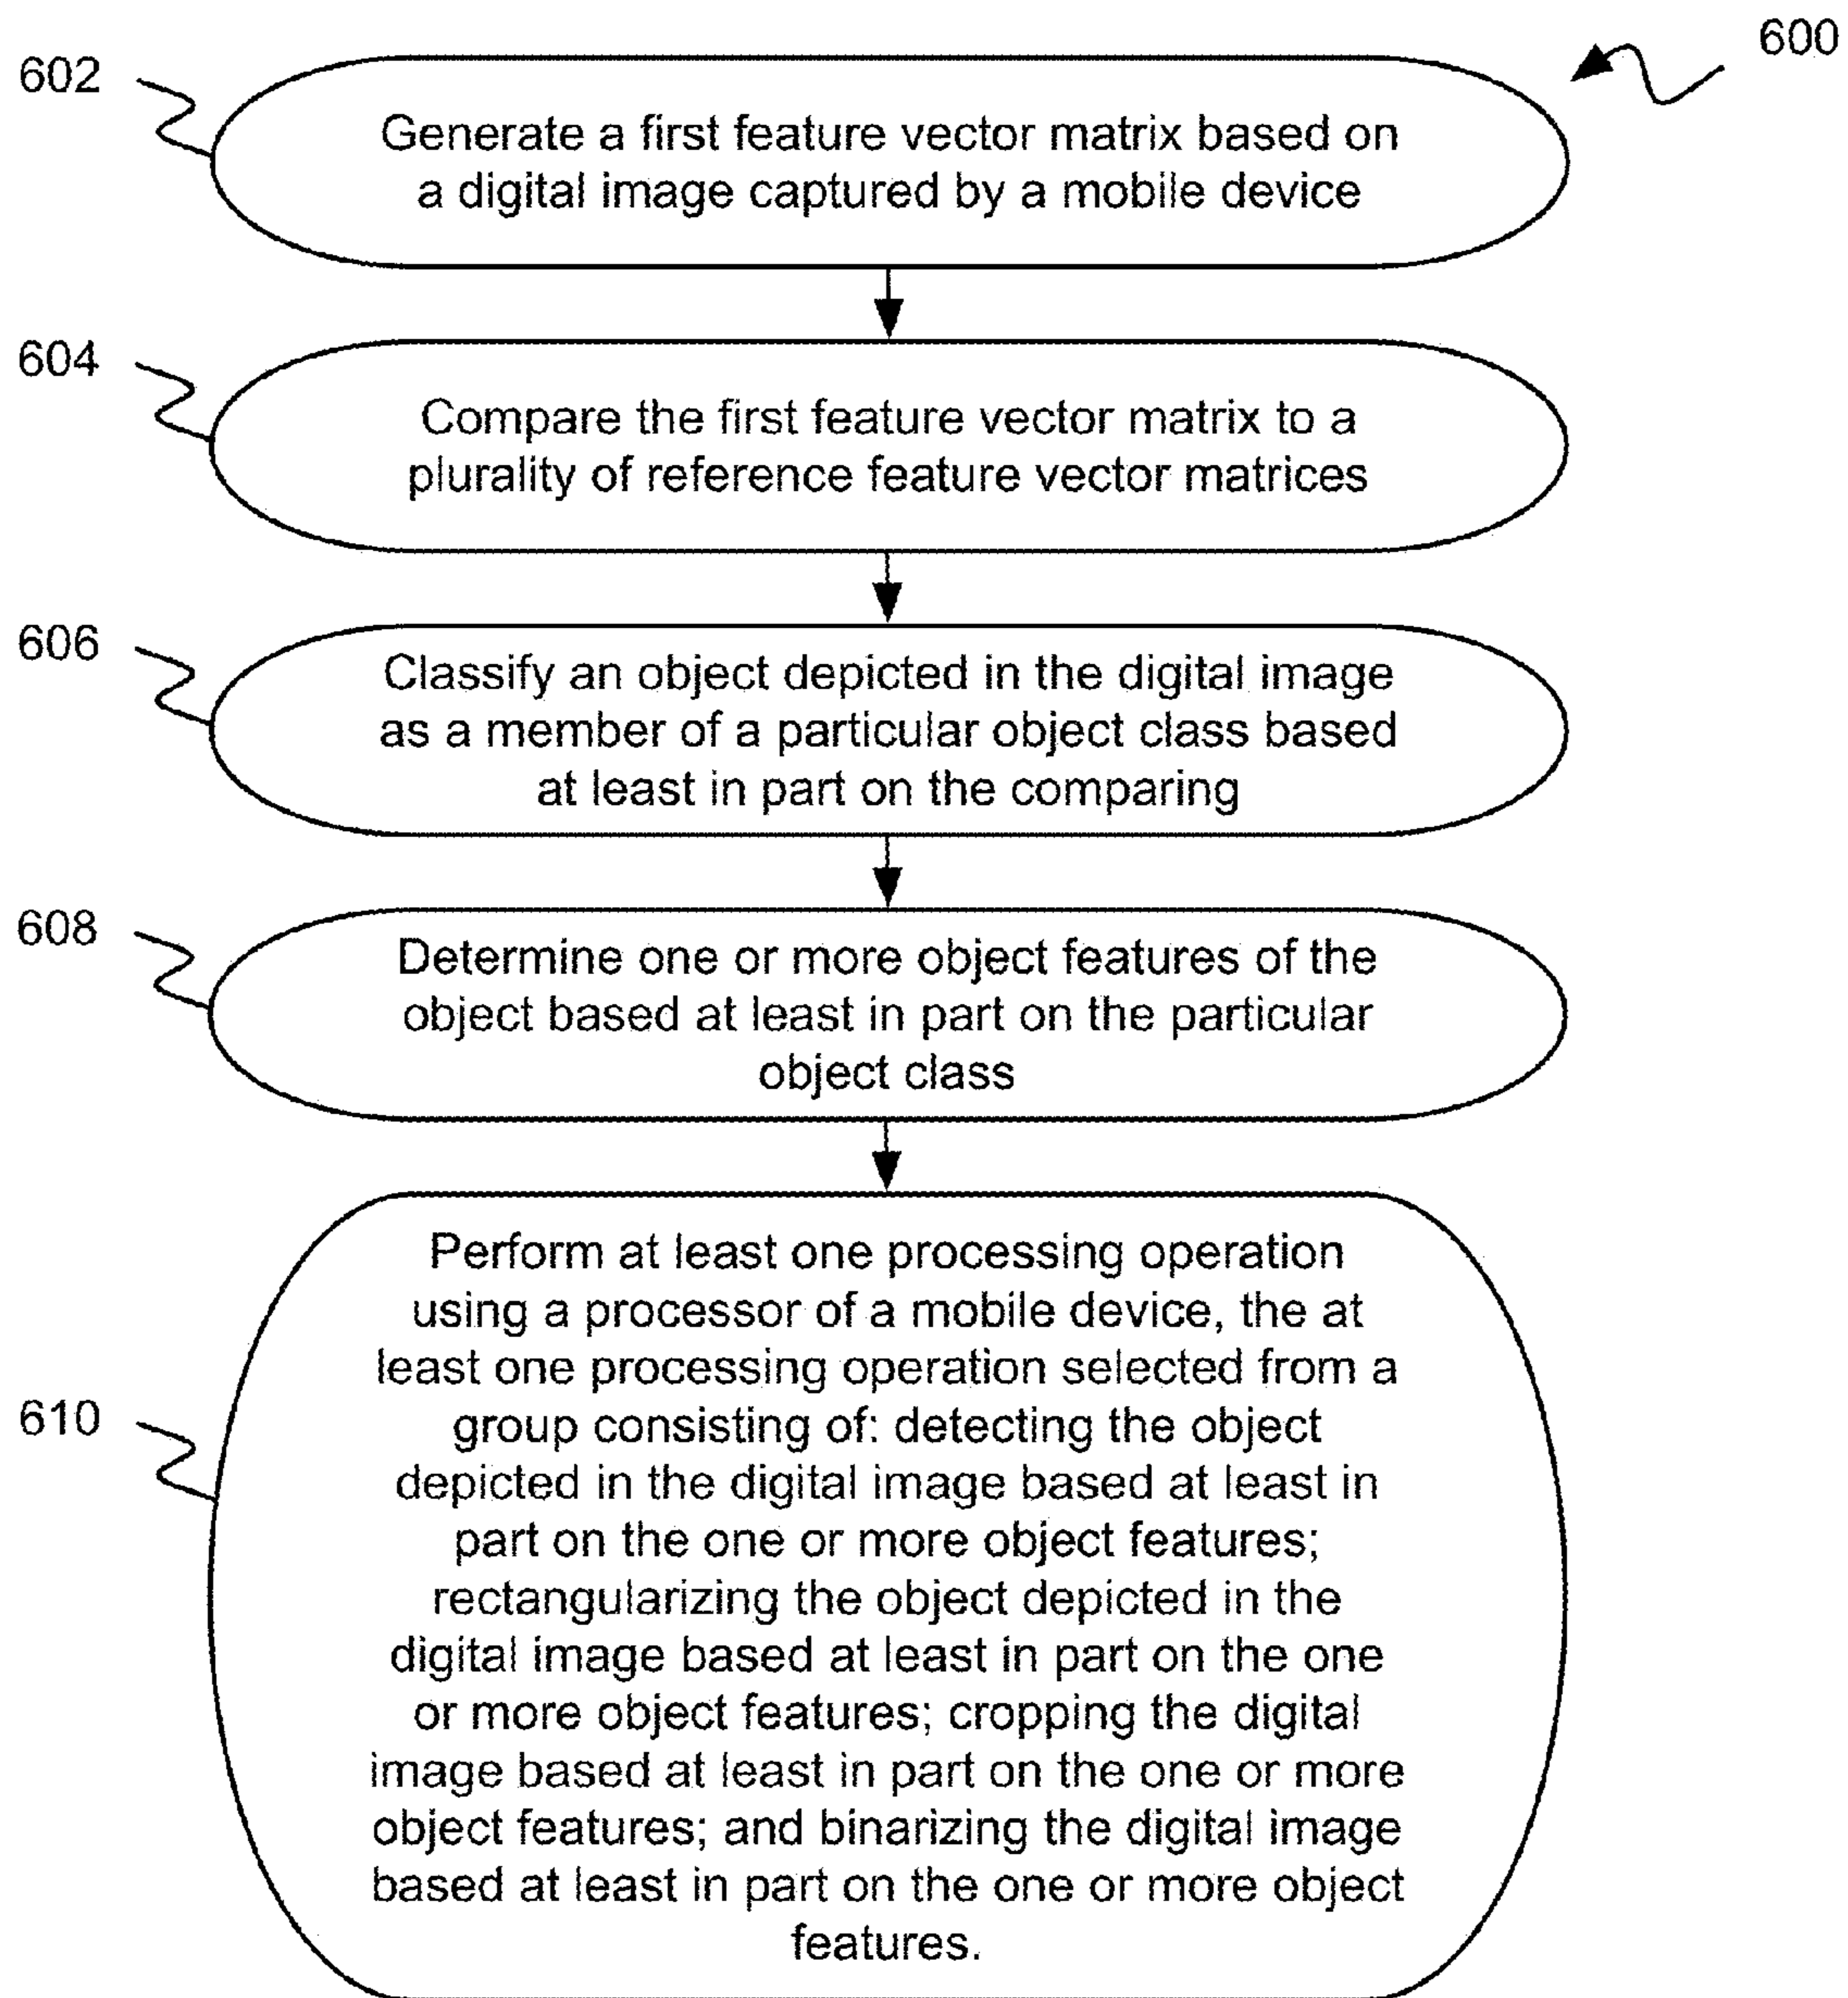 600
602
Generate a first feature vector matrix based on
a digital image captured by a mobile device
604
Compare the first feature vector matrix to a
plurality of reference feature vector matrices
606
Classify an object depicted in the digital image
as a member of a particular object class based
at least in part on the comparing
608
Determine one or more object features of the
object based at least in part on the particular
object class
610
Perform at least one processing operation
using a processor of a mobile device, the at
least one processing operation selected from a
group consisting of: detecting the object
depicted in the digital image based at least in
part on the one or more object features;
rectangularizing the object depicted in the
digital image based at least in part on the one
or more object features; cropping the digital
image based at least in part on the one or more
object features; and binarizing the digital image
based at least in part on the one or more object
features.